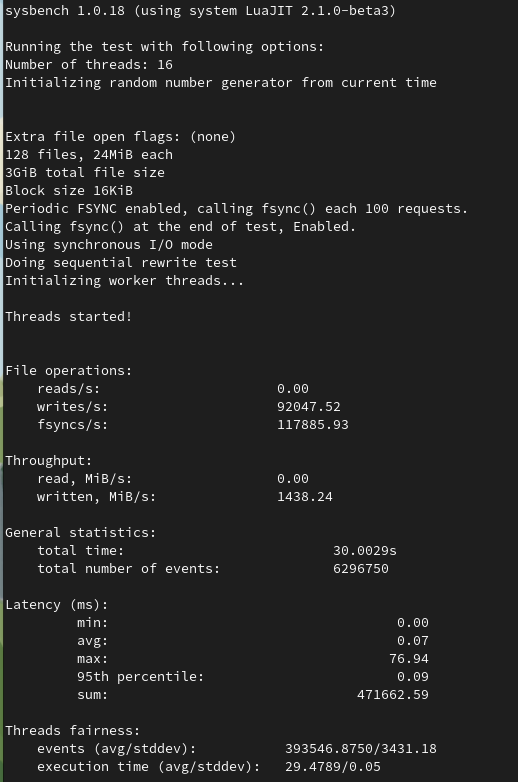 sysbench 1.0.18 (using system LuaJIT 2.1.0-beta3)
Running the test with following options:
Number of threads: 16
Initializing random number generator from current time
Extra file open flags: (none)
128 files, 24MiB each
3GiB total file size
Block size 16KiB
Periodic FSYNC enabled, calling fsync() each 100 requests.
Calling fsync() at the end of test, Enabled.
Using synchronous I/O mode
Doing sequential rewrite test
Initializing worker threads...
Threads started!
File operations:
reads/s: 0.00
writes/s: 92047.52
fsyncs/s: 117885.93
Throughput:
read, MiB/s: 0.00
written, MiB/s: 1438.24
General statistics:
total time: 30.0029s
total number of events: 6296750
Latency (ms):
min: 0.00
avg: 0.07
max: 76.94
95th percentile: 0.09
sum: 471662.59
Threads fairness:
events (avg/stddev): 393546.8750/3431.18
execution time (avg/stddev): 29.4789/0.05